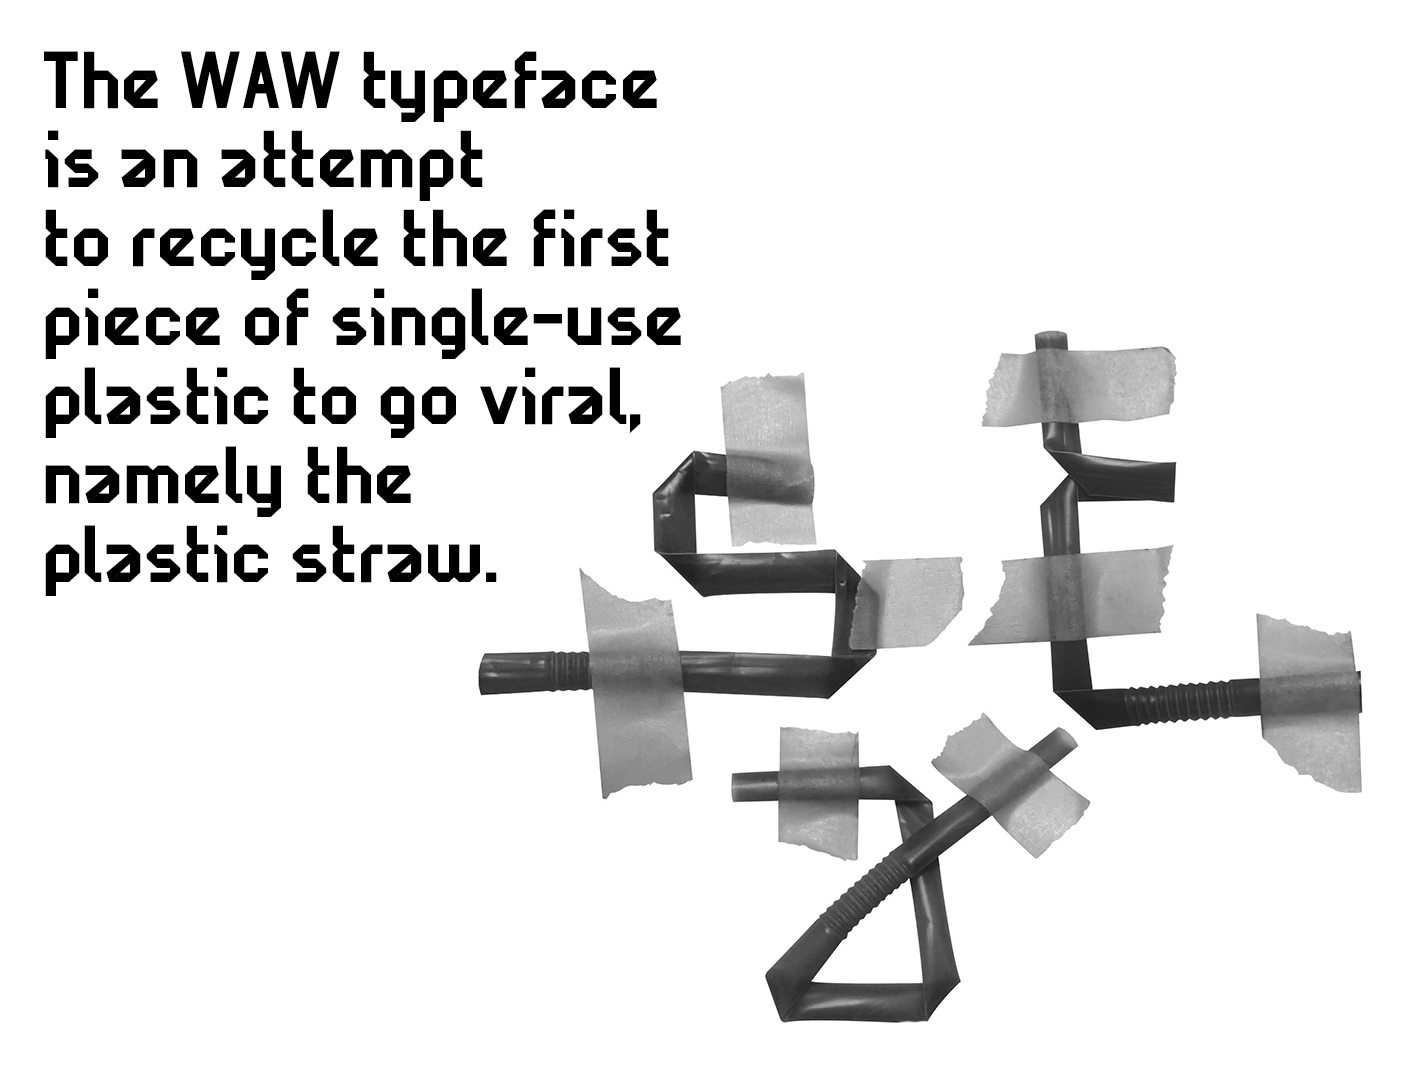 The WAW typeface
is an attempt
to recycle the first
piece of single-use
plastic to go viral,
namely the
plastic straw.
s t
a